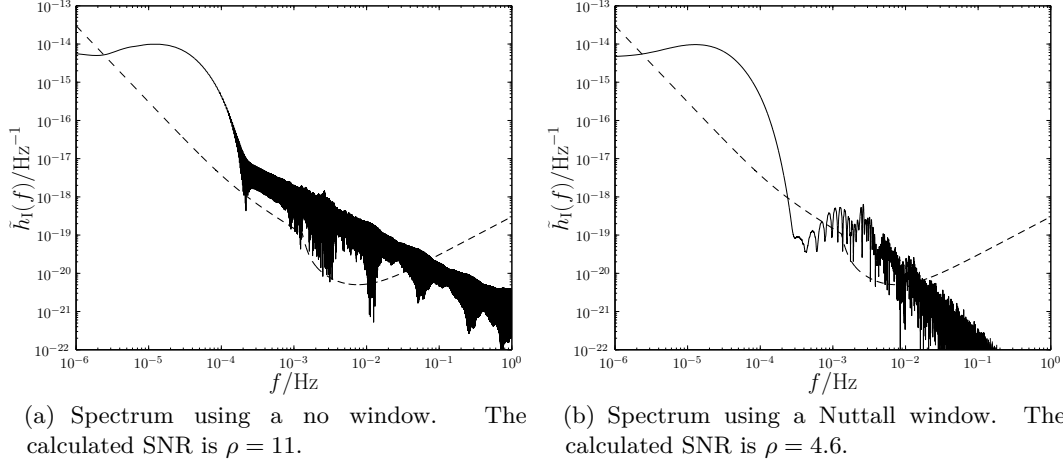 10⁻¹³
10⁻¹⁴
10⁻¹⁵
10⁻¹⁶
10⁻¹⁷
10⁻¹⁸
10⁻¹⁹
10⁻²⁰
10⁻²¹
10⁻²²
h̃_I(f)/Hz⁻¹
10⁻⁶ 10⁻⁵ 10⁻⁴ 10⁻³ 10⁻² 10⁻¹ 10⁰
f/Hz
(a) Spectrum using a no window. The
calculated SNR is ρ = 11.
10⁻¹³
10⁻¹⁴
10⁻¹⁵
10⁻¹⁶
10⁻¹⁷
10⁻¹⁸
10⁻¹⁹
10⁻²⁰
10⁻²¹
10⁻²²
h̃_I(f)/Hz⁻¹
10⁻⁶ 10⁻⁵ 10⁻⁴ 10⁻³ 10⁻² 10⁻¹ 10⁰
f/Hz
(b) Spectrum using a Nuttall window. The
calculated SNR is ρ = 4.6.